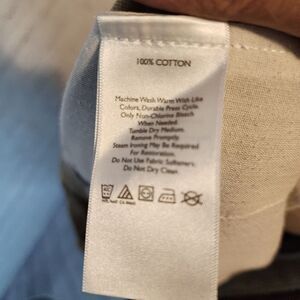 100% COTTON
Machine Wash Warm With Like
Colors, Durable Press Cycle.
Only Non-Chlorine Bleach
When Needed.
Tumble Dry Medium.
Remove Promptly.
Steam Ironing May Be Required
For Restoration.
Do Not Use Fabric Softeners.
Do Not Dry Clean.